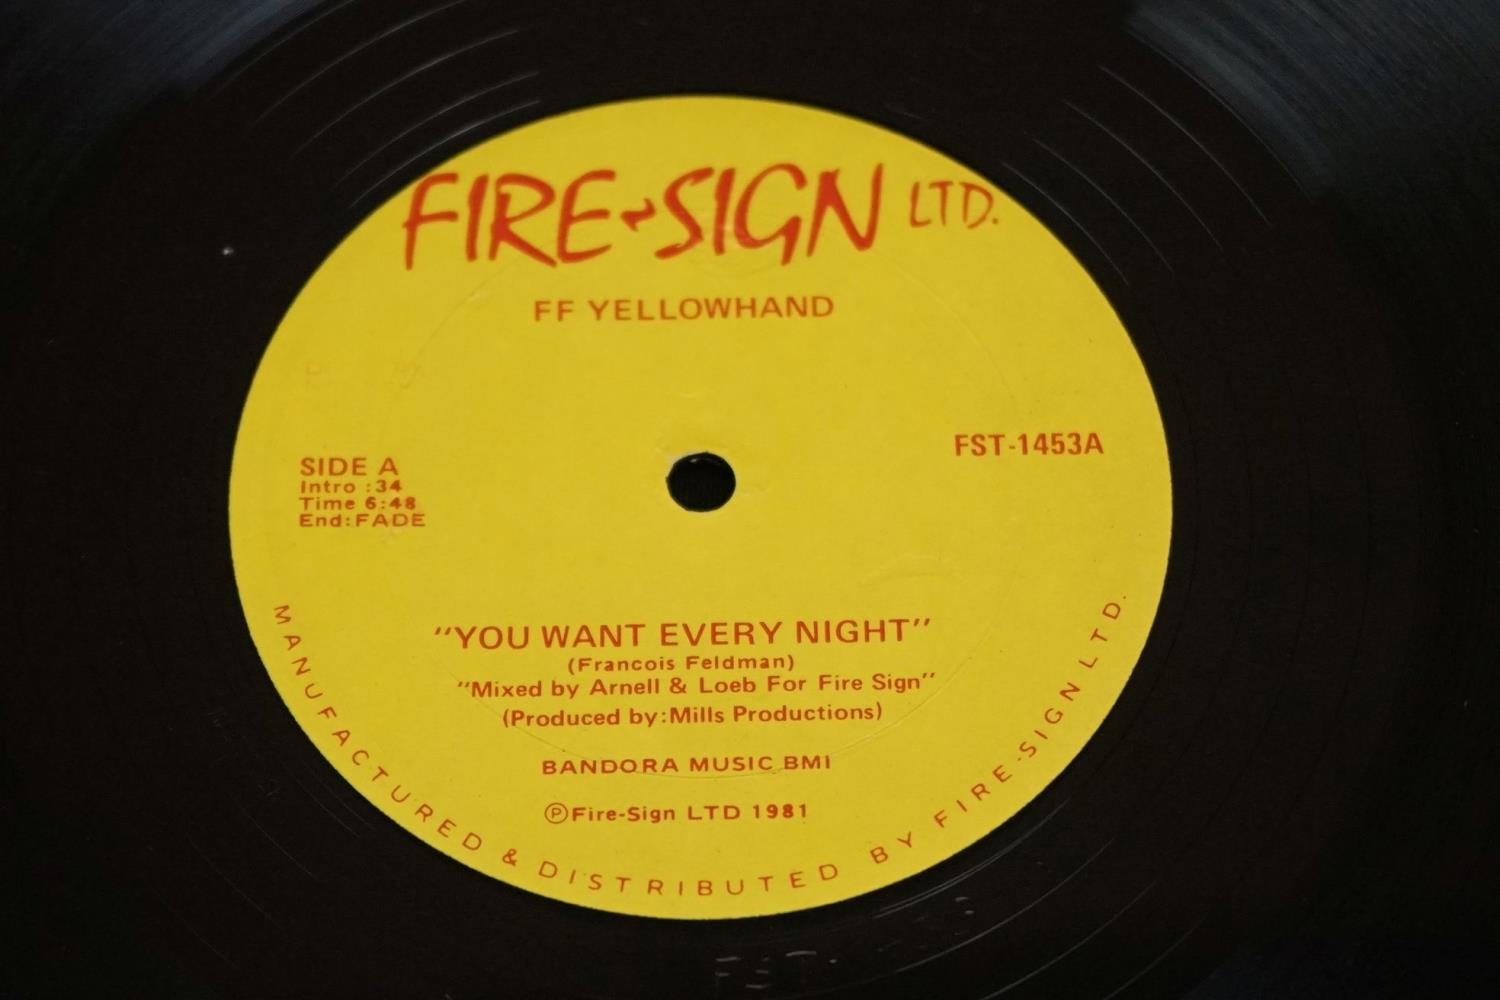 FIRE-SIGN LTD.
FF YELLOWHAND
FST-1453A
SIDE A
Intro :34
Time 6:48
End:FADE
"YOU WANT EVERY NIGHT"
(Francois Feldman)
"Mixed by Arnell & Loeb For Fire Sign"
(Produced by:Mills Productions)
BANDORA MUSIC BMI
℗Fire-Sign LTD 1981
MANUFACTURED & DISTRIBUTED BY FIRE-SIGN LTD.
FST-